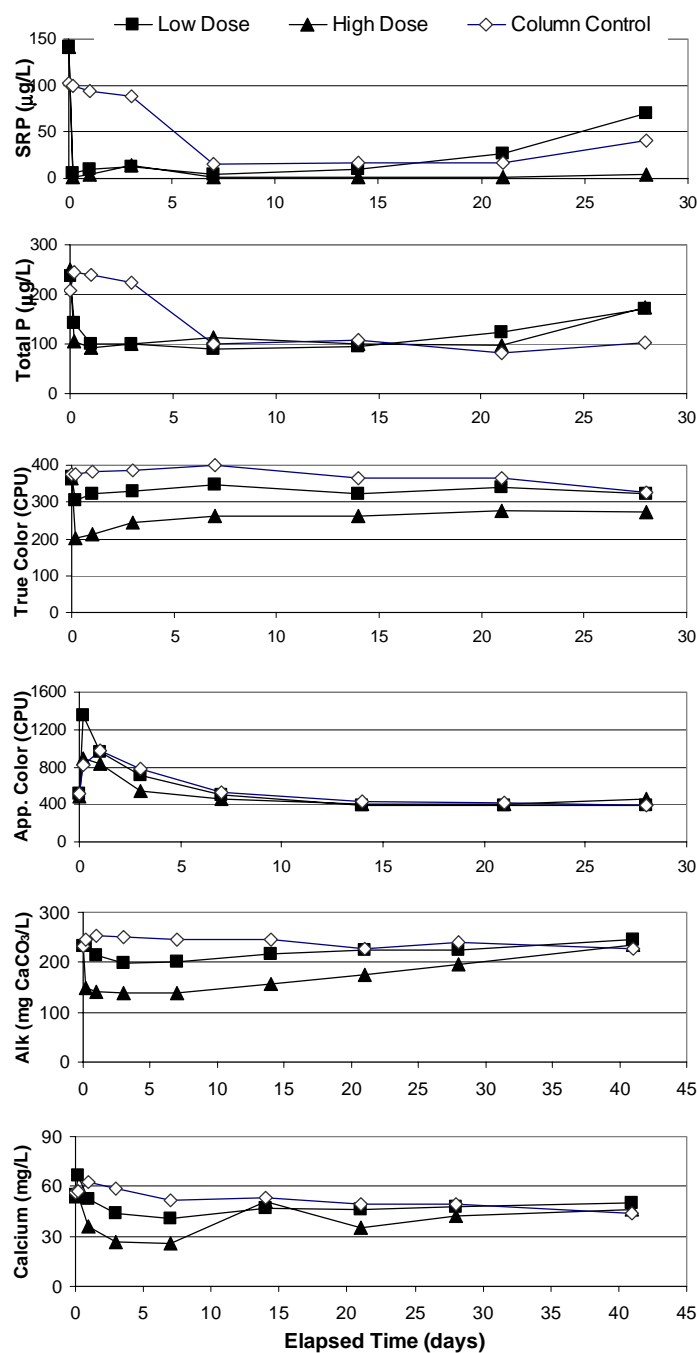 Low Dose High Dose Column Control
SRP (µg/L)
150
100
50
0
0 5 10 15 20 25 30
Total P (µg/L)
300
200
100
0
0 5 10 15 20 25 30
True Color (CPU)
400
300
200
100
0
0 5 10 15 20 25 30
App. Color (CPU)
1600
1200
800
400
0
0 5 10 15 20 25 30
Alk (mg CaCO₃/L)
300
200
100
0
0 5 10 15 20 25 30 35 40 45
Calcium (mg/L)
90
60
30
0
0 5 10 15 20 25 30 35 40 45
Elapsed Time (days)